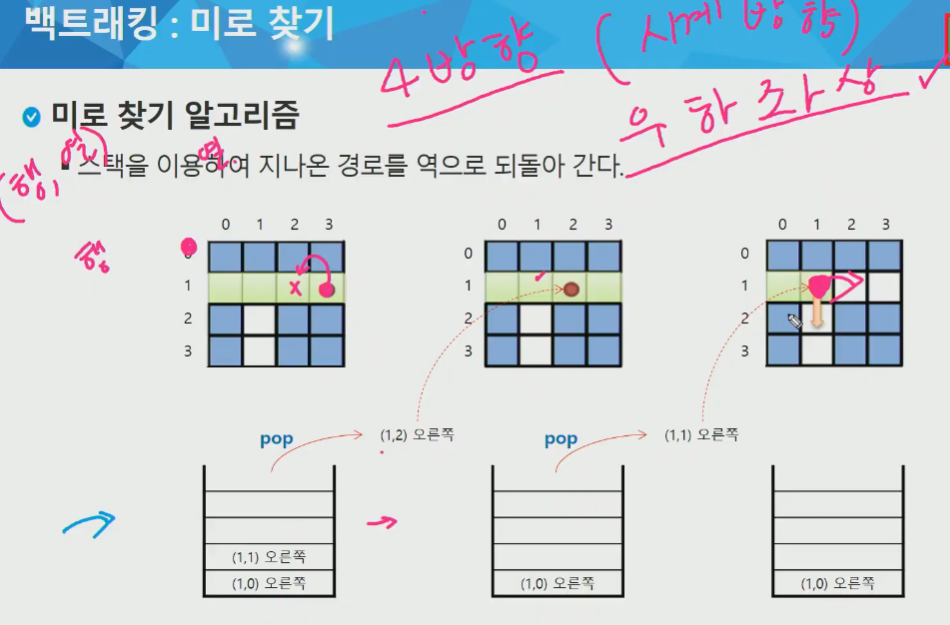 백트래킹 : 미로 찾기
4방향 (시계 방향)
우 하 좌 상
미로 찾기 알고리즘
스택을 이용하여 지나온 경로를 역으로 되돌아 간다.
(행, 열)
열
행
0 1 2 3
0
1 x
2
3
0 1 2 3
0
1
2
3
0 1 2 3
0
1
2
3
pop
(1,2) 오른쪽
pop
(1,1) 오른쪽
(1,1) 오른쪽
(1,0) 오른쪽
(1,0) 오른쪽
(1,0) 오른쪽